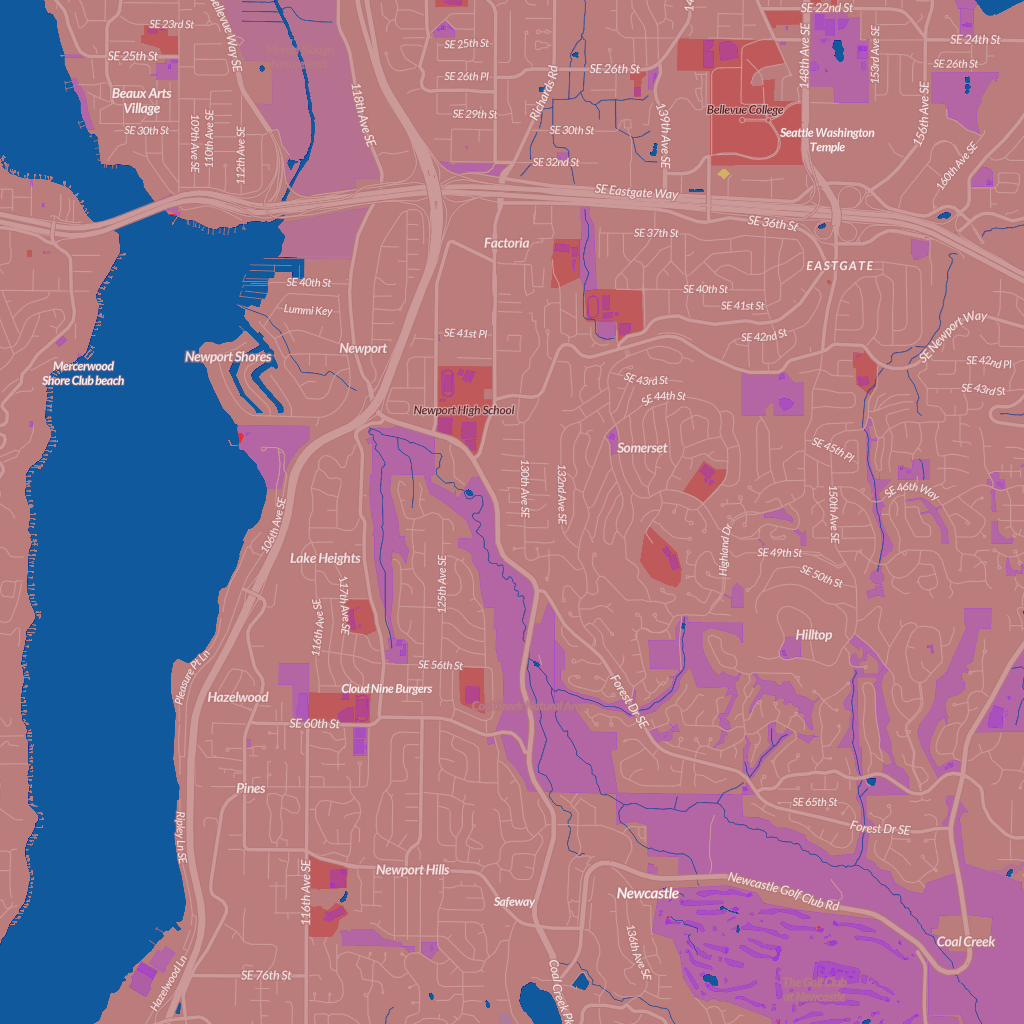 SE 23rd St
Bellevue Way SE
SE 25th St
SE 25th St
SE 22nd St
SE 24th St
148th Ave SE
153rd Ave SE
Beaux Arts
Village
118th Ave SE
SE 26th Pl
Richards Rd
SE 26th St
SE 26th St
SE 29th St
Bellevue College
156th Ave SE
SE 30th St
109th Ave SE
110th Ave SE
112th Ave SE
SE 30th St
139th Ave SE
Seattle Washington
Temple
SE 32nd St
160th Ave SE
SE Eastgate Way
SE 36th St
SE 37th St
Factoria
EASTGATE
SE 40th St
SE 40th St
Lummi Key
SE 41st St
SE 41st Pl
SE 42nd St
SE Newport Way
Newport
Newport Shores
Mercerwood
Shore Club beach
SE 42nd Pl
SE 43rd St
SE 43rd St
SE 44th St
Newport High School
Somerset
SE 45th Pl
130th Ave SE
132nd Ave SE
150th Ave SE
SE 46th Way
106th Ave SE
Highland Dr
Lake Heights
SE 49th St
125th Ave SE
SE 50th St
117th Ave SE
116th Ave SE
Hilltop
Pleasure Pt Ln
SE 56th St
Cloud Nine Burgers
Hazelwood
Forest Dr SE
SE 60th St
Pines
SE 65th St
Forest Dr SE
Ripley Ln SE
116th Ave SE
Newport Hills
Newcastle
Newcastle Golf Club Rd
Safeway
136th Ave SE
Coal Creek
SE 76th St
Hazelwood Ln
Coal Creek Pk
The Golf Club
at Newcastle